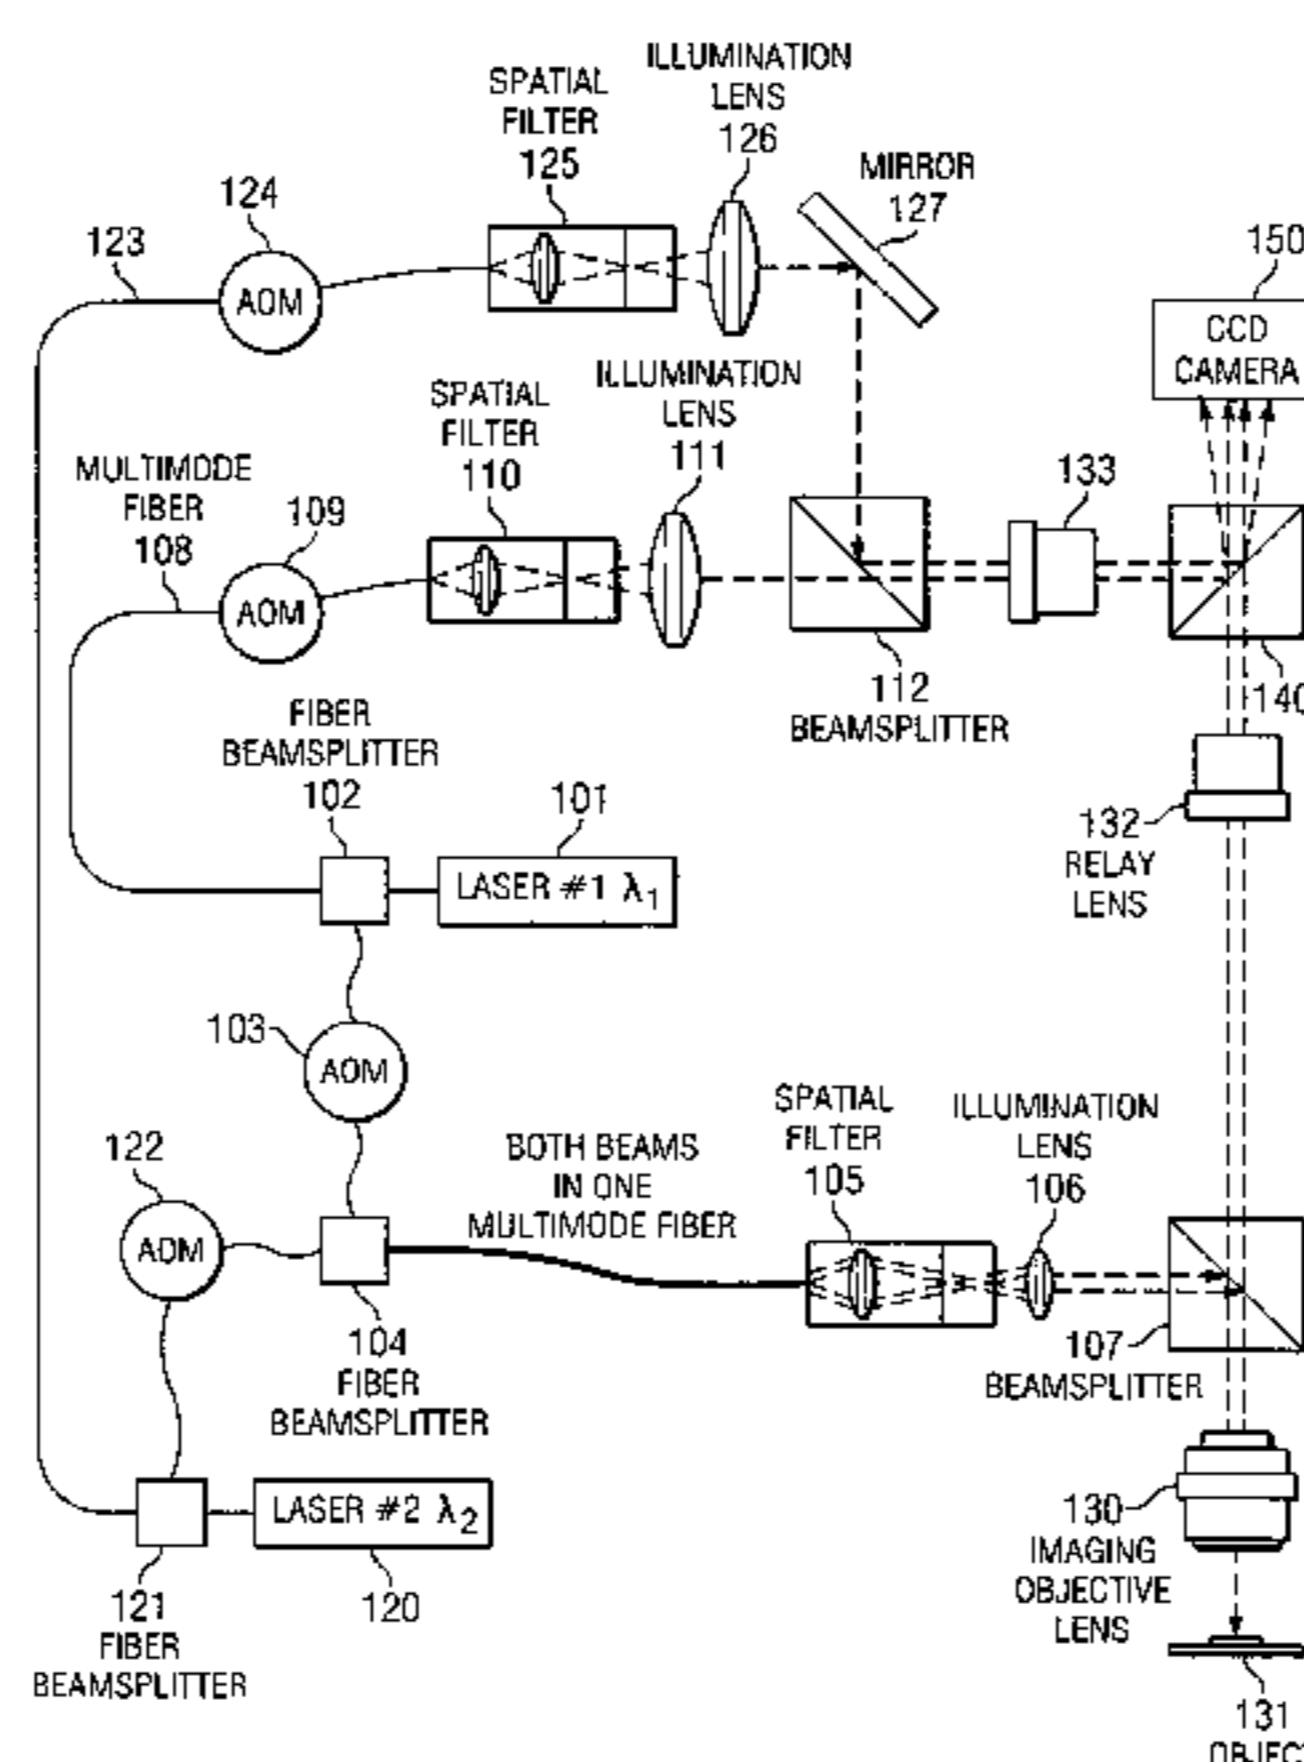 ILLUMINATION
LENS
126
SPATIAL
FILTER
125
MIRROR
127
124
123
AOM
150
CCD
CAMERA
ILLUMINATION
LENS
111
SPATIAL
FILTER
110
MULTIMODE
FIBER
108
109
AOM
133
112
BEAMSPLITTER
140
FIBER
BEAMSPLITTER
102
101
LASER #1 λ1
132
RELAY
LENS
103
AOM
SPATIAL
FILTER
105
ILLUMINATION
LENS
106
122
AOM
BOTH BEAMS
IN ONE
MULTIMODE FIBER
104
FIBER
BEAMSPLITTER
107
BEAMSPLITTER
LASER #2 λ2
130
IMAGING
OBJECTIVE
LENS
121
FIBER
BEAMSPLITTER
120
131
OBJECT